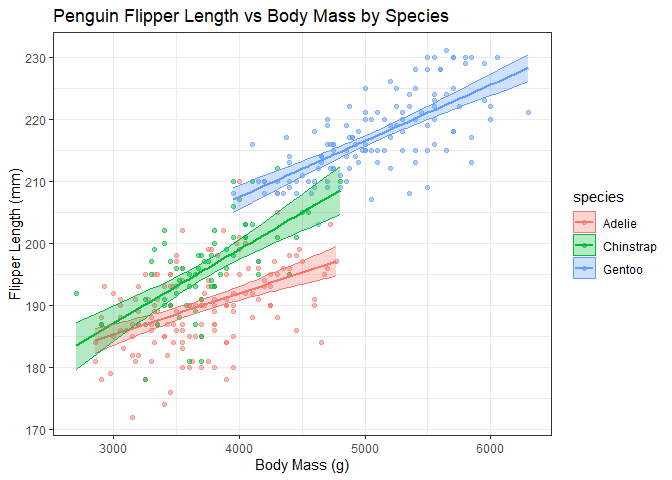 Penguin Flipper Length vs Body Mass by Species
230
220
210
200
190
180
170
Flipper Length (mm)
3000 4000 5000 6000
Body Mass (g)
species
Adelie
Chinstrap
Gentoo